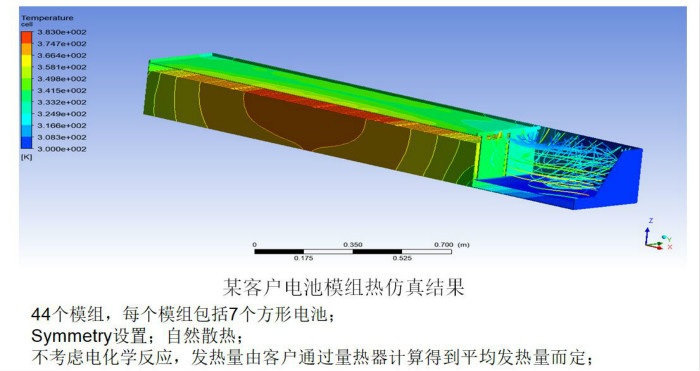 Temperature
cell
3.830e+002
3.747e+002
3.664e+002
3.581e+002
3.498e+002
3.415e+002
3.332e+002
3.249e+002
3.166e+002
3.083e+002
3.000e+002
[K]
Z
Y
X
0 0.350 0.700 (m)
0.175 0.525
某客户电池模组热仿真结果
44个模组，每个模组包括7个方形电池；
Symmetry设置；自然散热；
不考虑电化学反应，发热量由客户通过量热器计算得到平均发热量而定；